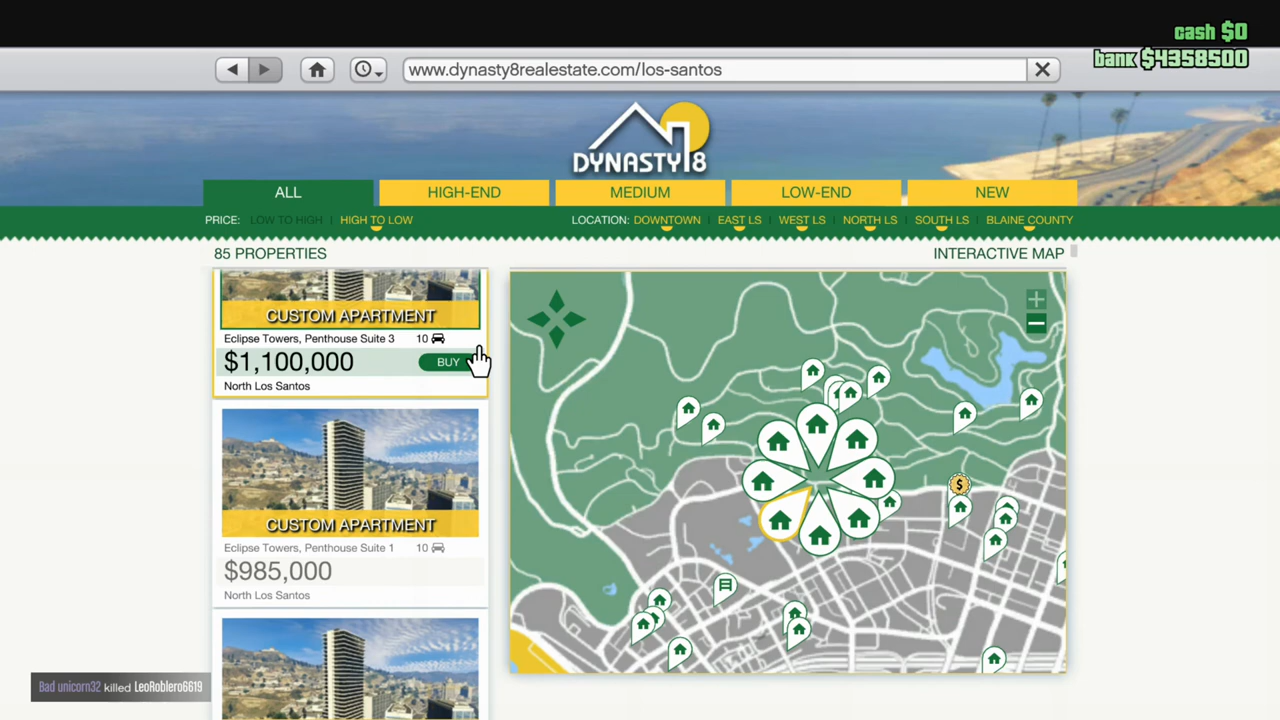 cash $0
bank $4358500
www.dynasty8realestate.com/los-santos
DYNASTY 8
ALL
HIGH-END
MEDIUM
LOW-END
NEW
PRICE: LOW TO HIGH HIGH TO LOW
LOCATION: DOWNTOWN EAST LS WEST LS NORTH LS SOUTH LS BLAINE COUNTY
85 PROPERTIES
INTERACTIVE MAP
CUSTOM APARTMENT
Eclipse Towers, Penthouse Suite 3 10
$1,100,000
BUY
North Los Santos
CUSTOM APARTMENT
Eclipse Towers, Penthouse Suite 1 10
$985,000
North Los Santos
$
Bad unicorn32 killed LeoRoblero6619